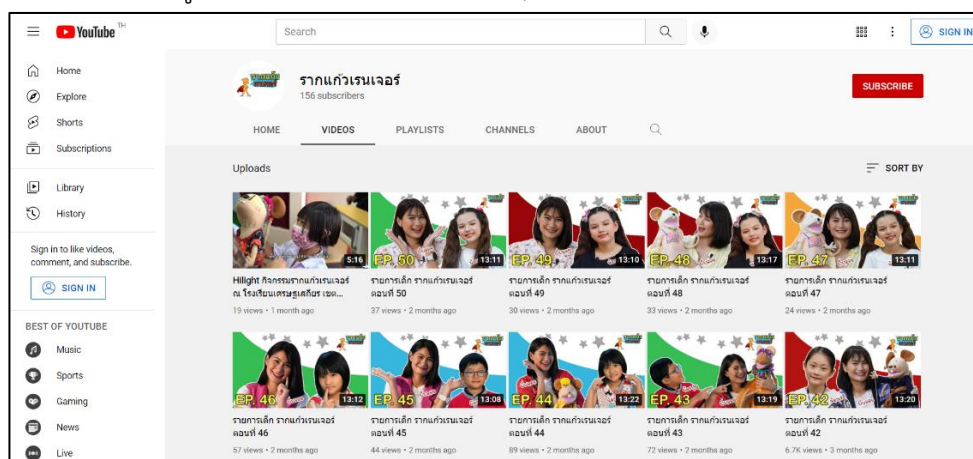 YouTube TH
Search
SIGN IN
Home
Explore
Shorts
Subscriptions
Library
History
Sign in to like videos,
comment, and subscribe.
SIGN IN
BEST OF YOUTUBE
Music
Sports
Gaming
News
Live
รากแก้วเรนเจอร์
156 subscribers
SUBSCRIBE
HOME VIDEOS PLAYLISTS CHANNELS ABOUT
Uploads
SORT BY
5:16
EP. 50 13:11
EP. 49 13:10
EP. 48 13:17
EP. 47 13:11
Hilight กิจกรรมรากแก้วเรนเจอร์
ณ โรงเรียนเศรษฐเสถียร เขต...
19 views • 1 month ago
รายการเด็ก รากแก้วเรนเจอร์
ตอนที่ 50
37 views • 2 months ago
รายการเด็ก รากแก้วเรนเจอร์
ตอนที่ 49
30 views • 2 months ago
รายการเด็ก รากแก้วเรนเจอร์
ตอนที่ 48
33 views • 2 months ago
รายการเด็ก รากแก้วเรนเจอร์
ตอนที่ 47
24 views • 2 months ago
EP. 46 13:12
EP. 45 13:08
EP. 44 13:22
EP. 43 13:19
EP. 42 13:20
รายการเด็ก รากแก้วเรนเจอร์
ตอนที่ 46
57 views • 2 months ago
รายการเด็ก รากแก้วเรนเจอร์
ตอนที่ 45
44 views • 2 months ago
รายการเด็ก รากแก้วเรนเจอร์
ตอนที่ 44
89 views • 2 months ago
รายการเด็ก รากแก้วเรนเจอร์
ตอนที่ 43
72 views • 2 months ago
รายการเด็ก รากแก้วเรนเจอร์
ตอนที่ 42
6.7K views • 3 months ago